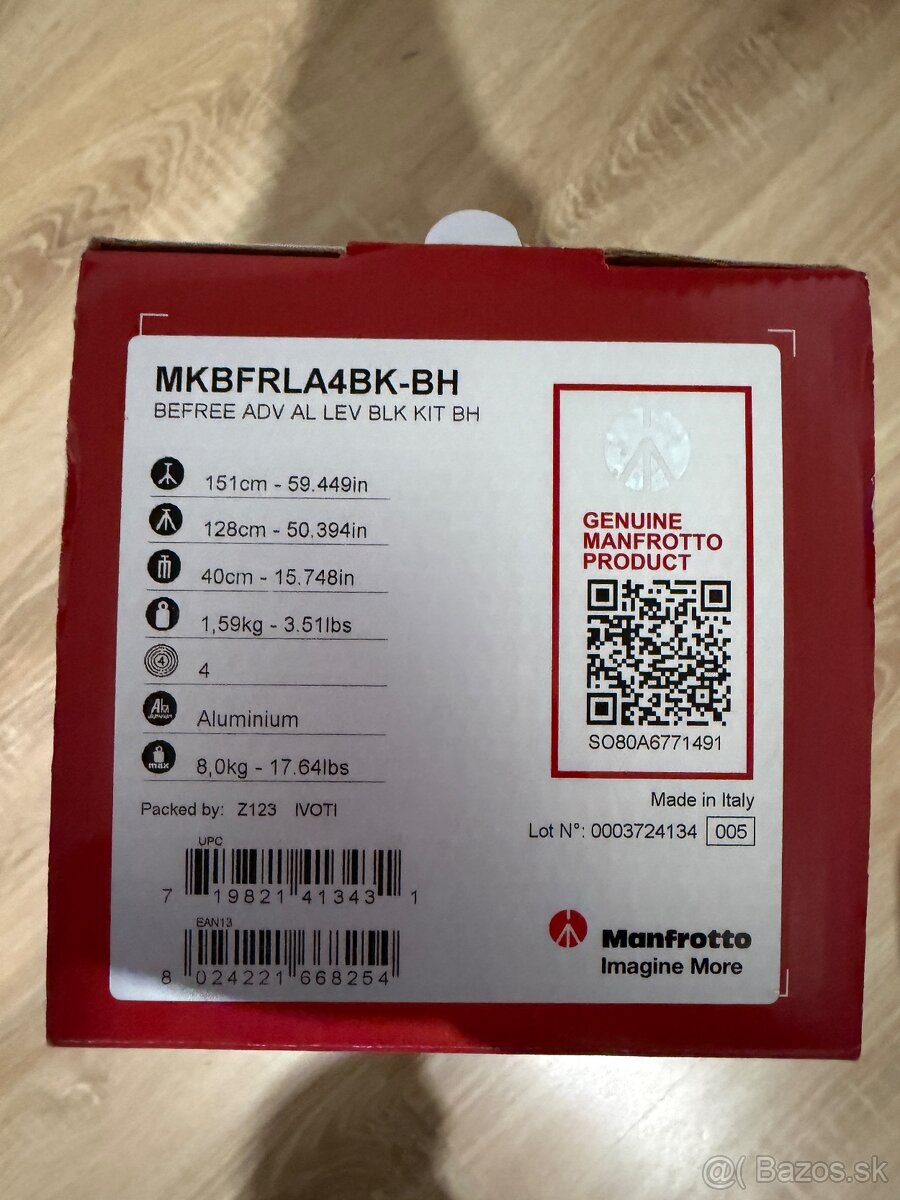 MKBFRLA4BK-BH
BEFREE ADV AL LEV BLK KIT BH
151cm - 59.449in
128cm - 50.394in
40cm - 15.748in
1,59kg - 3.51lbs
4
4
Aluminium
max
8,0kg - 17.64lbs
Packed by: Z123 IVOTI
UPC
7 19821 41343 1
EAN13
8 024221 668254
GENUINE
MANFROTTO
PRODUCT
SO80A6771491
Made in Italy
Lot N°: 0003724134 005
Manfrotto
Imagine More
@( Bazos.sk